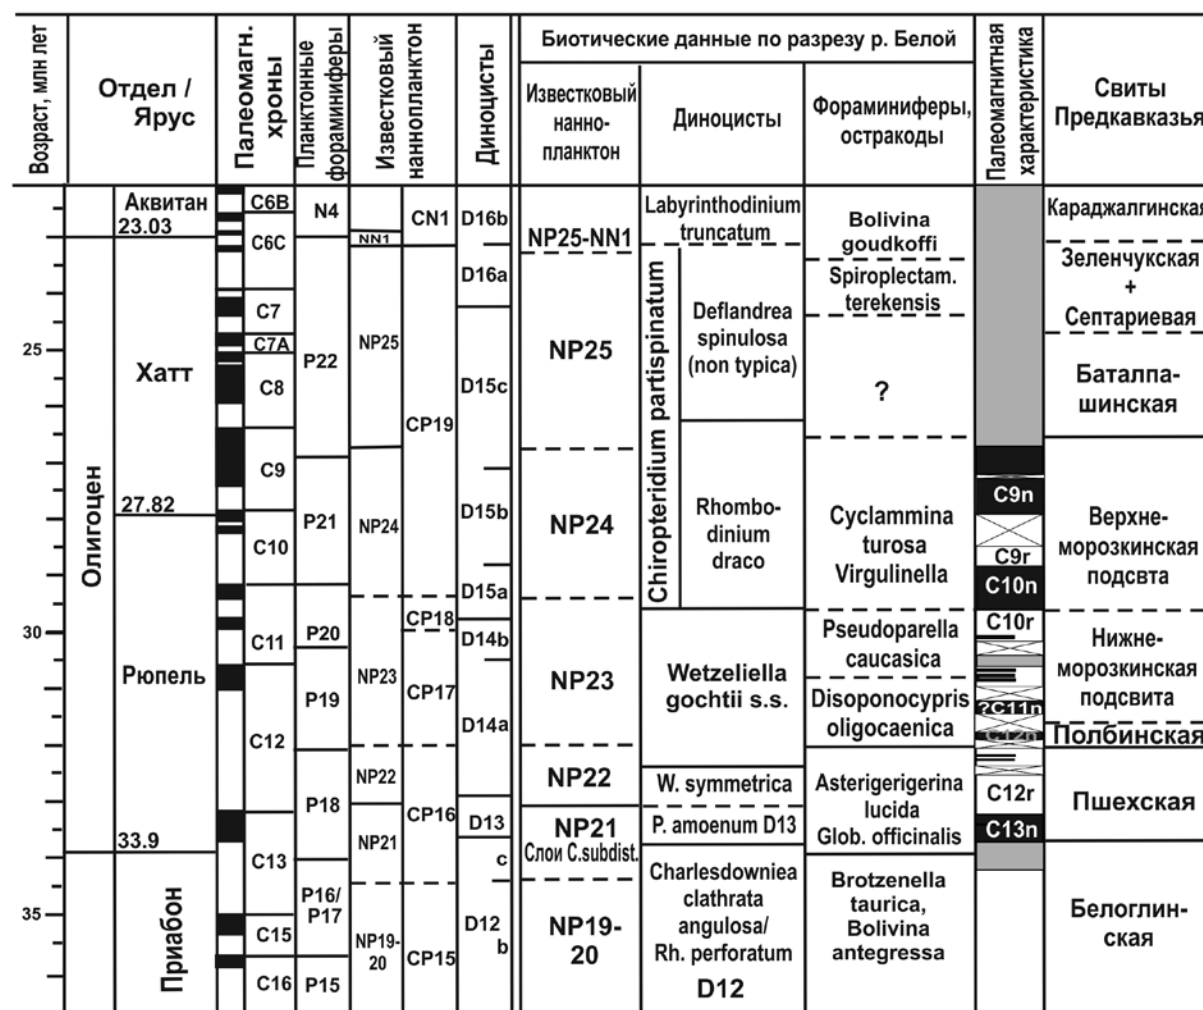 Возраст, млн лет
Отдел /
Ярус
Палеомагн.
хроны
Планктонные
фораминиферы
Известковый
наннопланктон
Диноцисты
Биотические данные по разрезу р. Белой
Известковый
нанно-
планктон
Диноцисты
Фораминиферы,
остракоды
Палеомагнитная
характеристика
Свиты
Предкавказья
25
30
35
Олигоцен
Аквитан
23.03
Хатт
27.82
Рюпель
33.9
Приабон
C6B
C6C
C7
C7A
C8
C9
C10
C11
C12
C13
C15
C16
N4
P22
P21
P20
P19
P18
P16/
P17
P15
NN1
NP25
NP24
NP23
NP22
NP21
NP19-
20
CN1
CP19
CP18
CP17
CP16
CP15
D16b
D16a
D15c
D15b
D15a
D14b
D14a
D13
c
D12
b
NP25-NN1
NP25
NP24
NP23
NP22
NP21
Слои C.subdist.
NP19-
20
Labyrinthodinium
truncatum
Chiropteridium partispinatum
Deflandrea
spinulosa
(non typica)
Rhombo-
dinium
draco
Wetzeliella
gochtii s.s.
W. symmetrica
P. amoenum D13
Charlesdowniea
clathrata
angulosa/
Rh. perforatum
D12
Bolivina
goudkoffi
Spiroplectam.
terekensis
?
Cyclammina
turosa
Virgulinella
Pseudoparella
caucasica
Disoponocypris
oligocaenica
Asterigerigerina
lucida
Glob. officinalis
Brotzenella
taurica,
Bolivina
antegressa
C9n
C9r
C10n
C10r
?C11n
C12n
C12r
C13n
Караджалгинская
Зеленчукская
+
Септариевая
Баталпа-
шинская
Верхне-
морозкинская
подсвта
Нижне-
морозкинская
подсвита
Полбинская
Пшехская
Белоглин-
ская